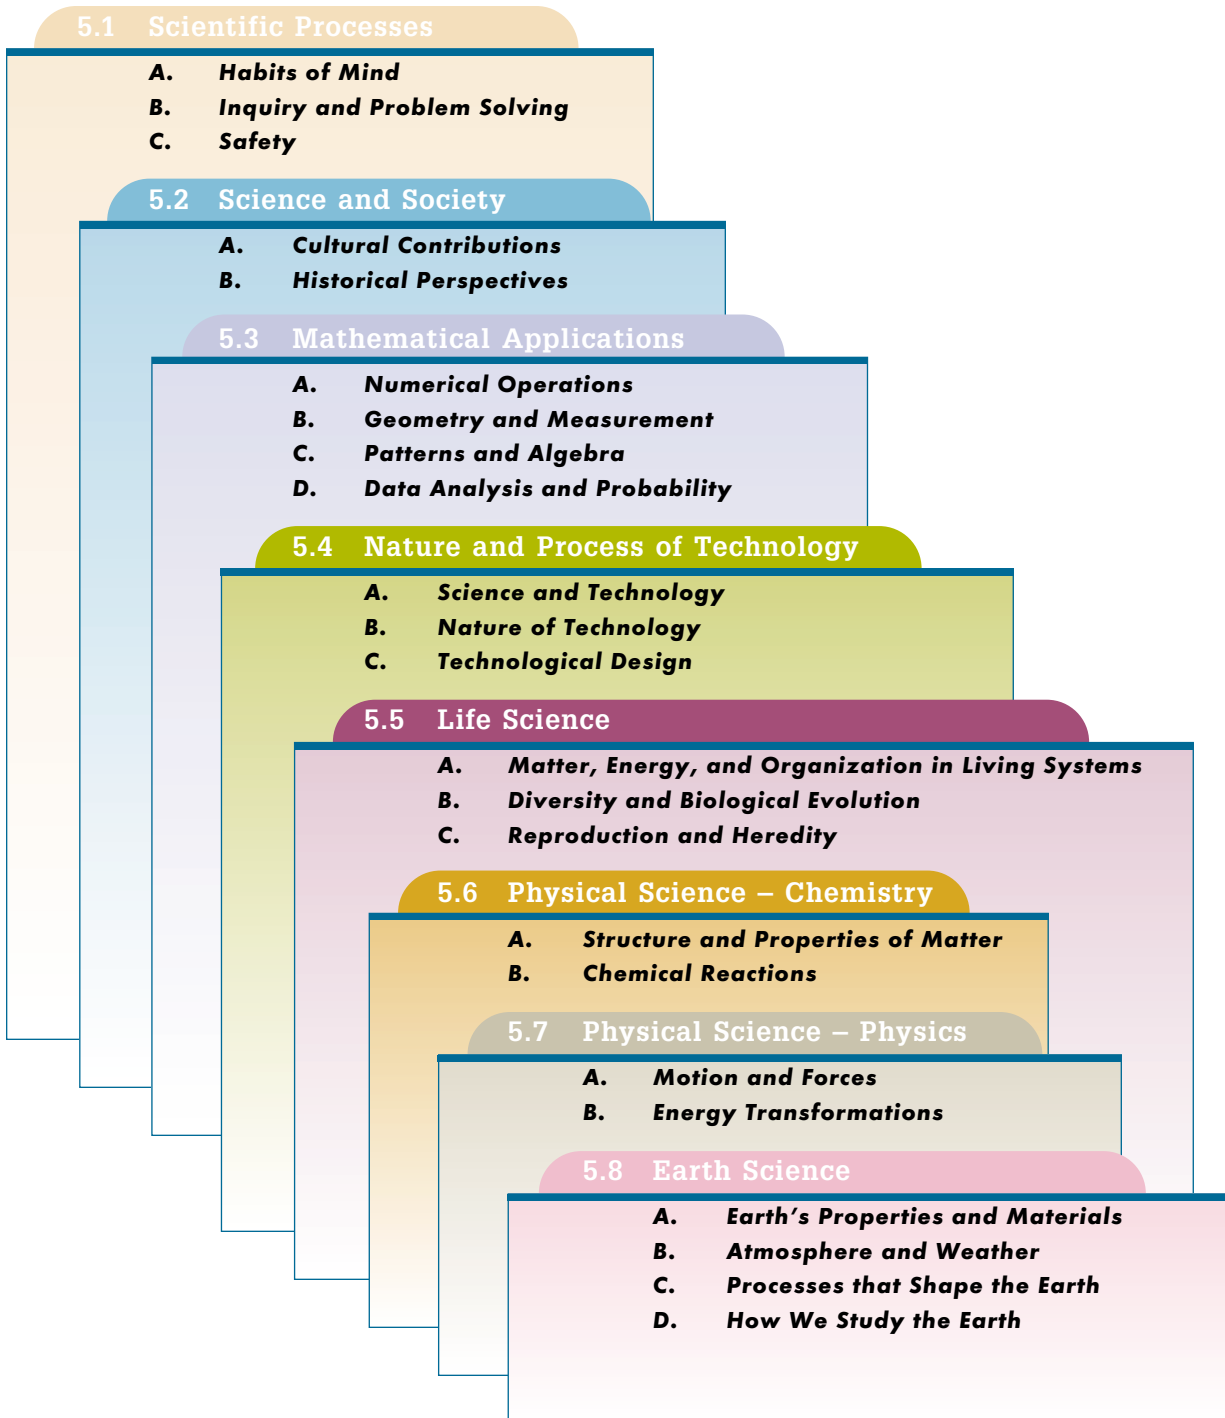 5.1 Scientific Processes
A. Habits of Mind
B. Inquiry and Problem Solving
C. Safety
5.2 Science and Society
A. Cultural Contributions
B. Historical Perspectives
5.3 Mathematical Applications
A. Numerical Operations
B. Geometry and Measurement
C. Patterns and Algebra
D. Data Analysis and Probability
5.4 Nature and Process of Technology
A. Science and Technology
B. Nature of Technology
C. Technological Design
5.5 Life Science
A. Matter, Energy, and Organization in Living Systems
B. Diversity and Biological Evolution
C. Reproduction and Heredity
5.6 Physical Science – Chemistry
A. Structure and Properties of Matter
B. Chemical Reactions
5.7 Physical Science – Physics
A. Motion and Forces
B. Energy Transformations
5.8 Earth Science
A. Earth’s Properties and Materials
B. Atmosphere and Weather
C. Processes that Shape the Earth
D. How We Study the Earth